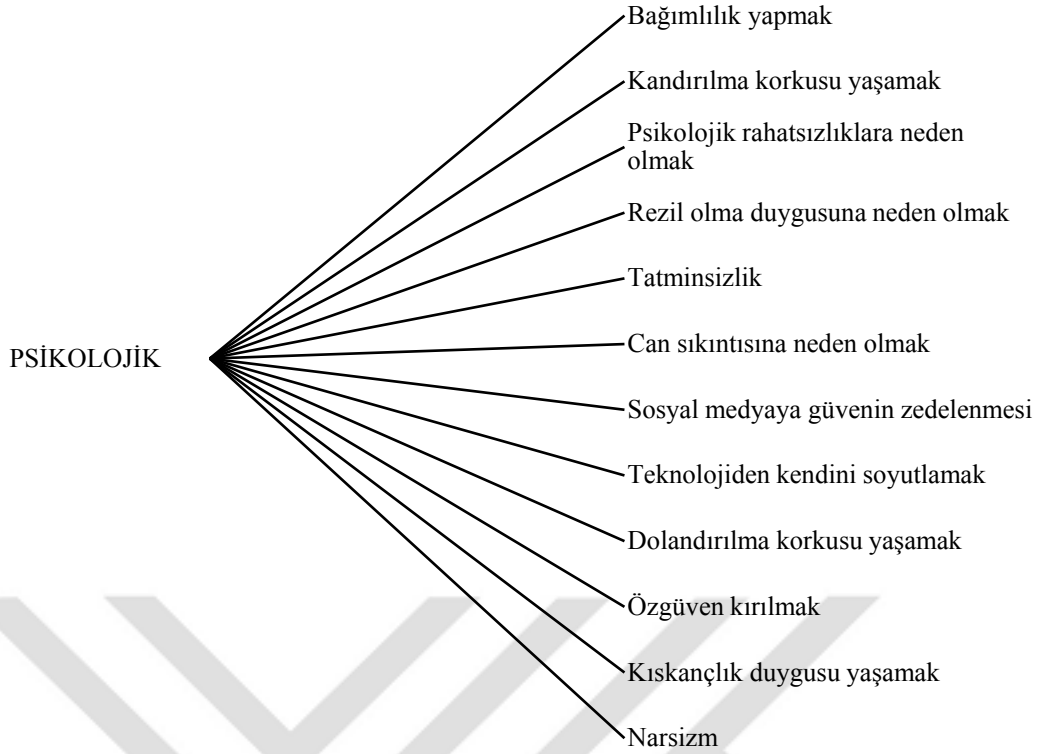 Bağımlılık yapmak
Kandırılma korkusu yaşamak
Psikolojik rahatsızlıklara neden
olmak
Rezil olma duygusuna neden olmak
Tatminsizlik
PSİKOLOJİK
Can sıkıntısına neden olmak
Sosyal medyaya güvenin zedelenmesi
Teknolojiden kendini soyutlamak
Dolandırılma korkusu yaşamak
Özgüven kırılmak
Kıskançlık duygusu yaşamak
Narsizm